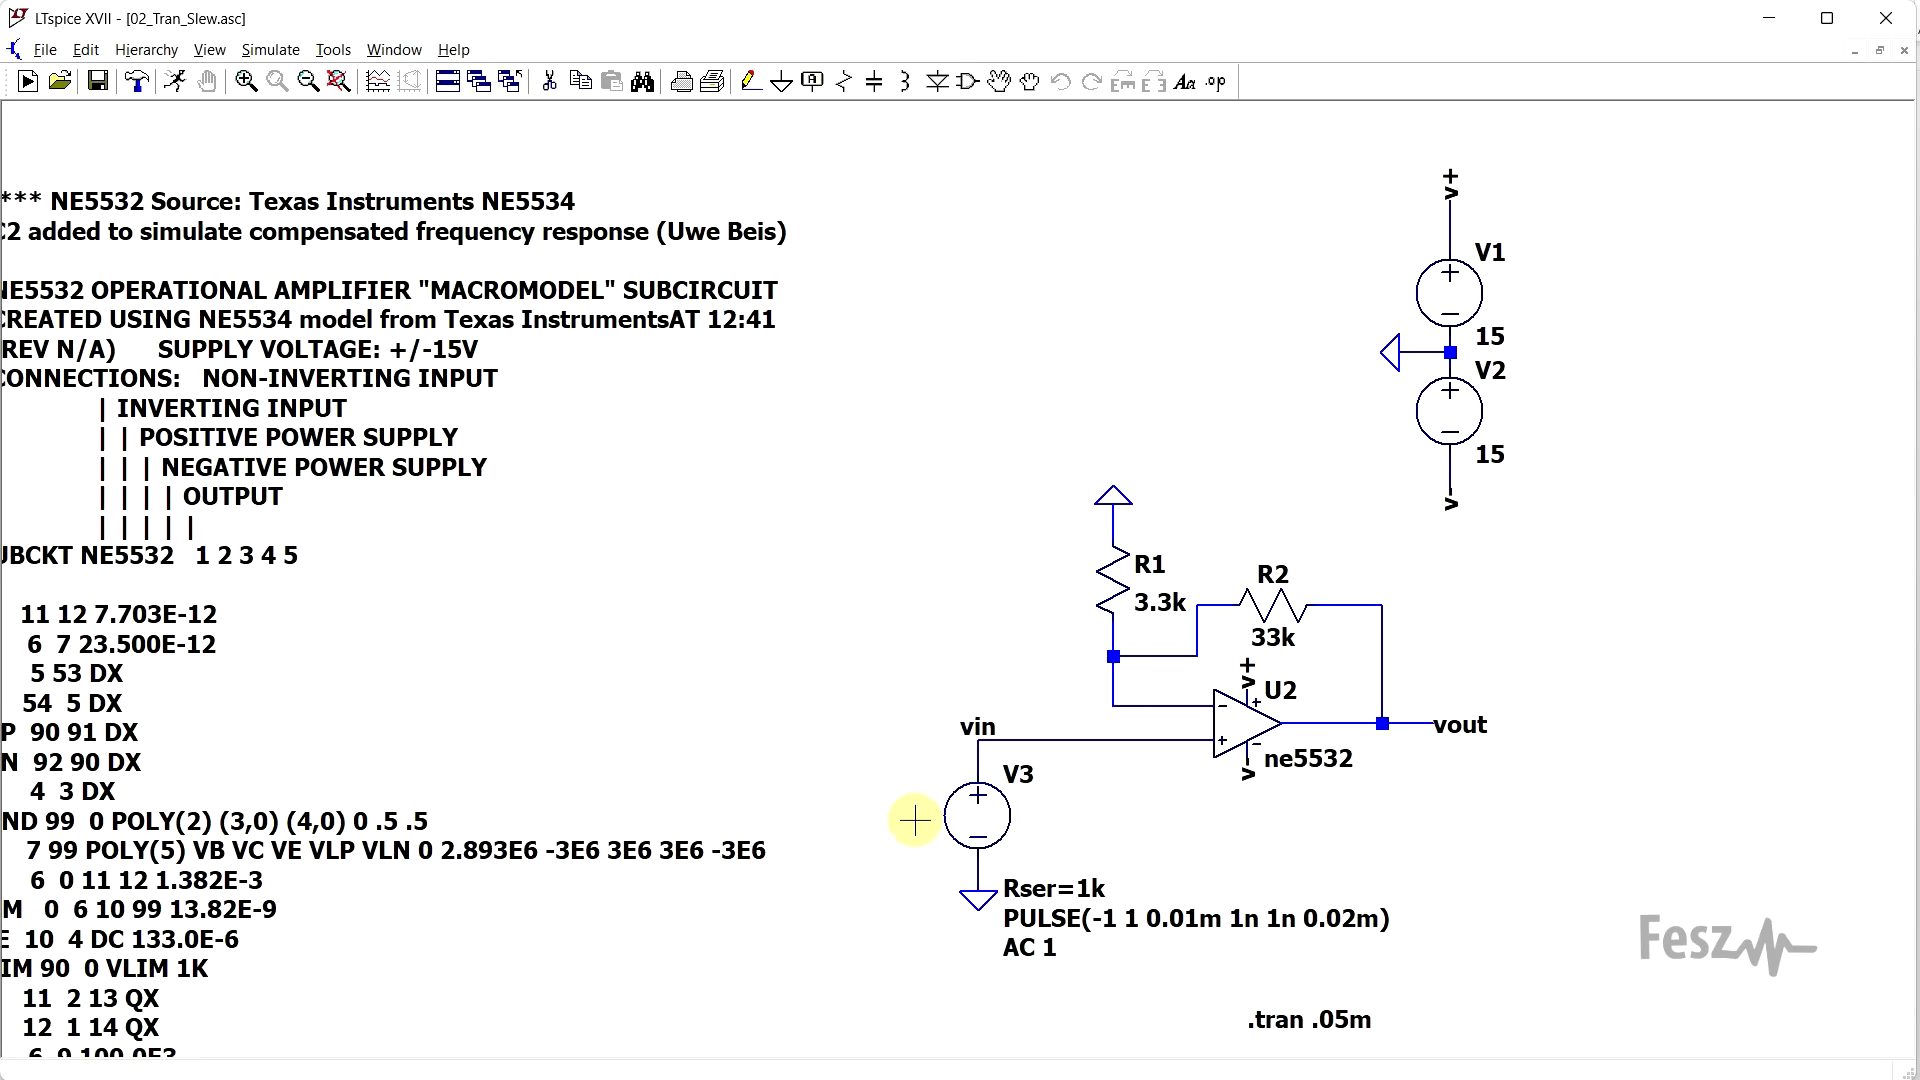 LTspice XVII - [02_Tran_Slew.asc]
File Edit Hierarchy View Simulate Tools Window Help
*** NE5532 Source: Texas Instruments NE5534
C2 added to simulate compensated frequency response (Uwe Beis)
NE5532 OPERATIONAL AMPLIFIER "MACROMODEL" SUBCIRCUIT
CREATED USING NE5534 model from Texas InstrumentsAT 12:41
(REV N/A) SUPPLY VOLTAGE: +/-15V
CONNECTIONS: NON-INVERTING INPUT
| INVERTING INPUT
| | POSITIVE POWER SUPPLY
| | | NEGATIVE POWER SUPPLY
| | | | OUTPUT
| | | | |
UBCKT NE5532 1 2 3 4 5
11 12 7.703E-12
6 7 23.500E-12
5 53 DX
54 5 DX
P 90 91 DX
N 92 90 DX
4 3 DX
ND 99 0 POLY(2) (3,0) (4,0) 0 .5 .5
7 99 POLY(5) VB VC VE VLP VLN 0 2.893E6 -3E6 3E6 3E6 -3E6
6 0 11 12 1.382E-3
M 0 6 10 99 13.82E-9
E 10 4 DC 133.0E-6
IM 90 0 VLIM 1K
11 2 13 QX
12 1 14 QX
6 9 100.0E3
v+
V1
15
V2
15
v-
R1
3.3k
R2
33k
v+
U2
vin
vout
ne5532
v-
V3
Rser=1k
PULSE(-1 1 0.01m 1n 1n 0.02m)
AC 1
.tran .05m
Fesz